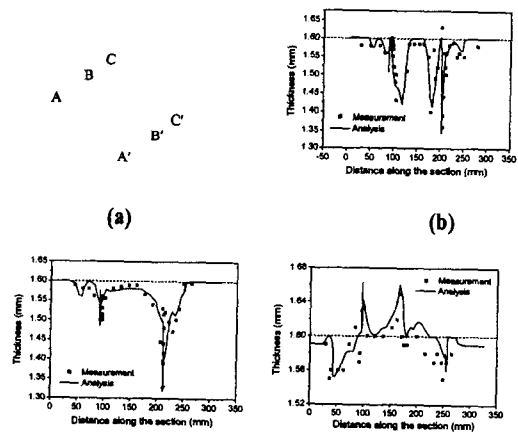 A
B
C
A'
B'
C'
(a)
Thickness (mm)
1.65
1.60
1.55
1.50
1.45
1.40
1.35
1.30
Measurement
Analysis
-50 0 50 100 150 200 250 300 350
Distance along the section (mm)
(b)
Thickness (mm)
1.65
1.60
1.55
1.50
1.45
1.40
1.35
1.30
Measurement
Analysis
0 50 100 150 200 250 300 350
Distance along the section (mm)
Thickness (mm)
1.68
1.64
1.60
1.56
1.52
Measurement
Analysis
0 50 100 150 200 250 300 350
Distance along the section (mm)